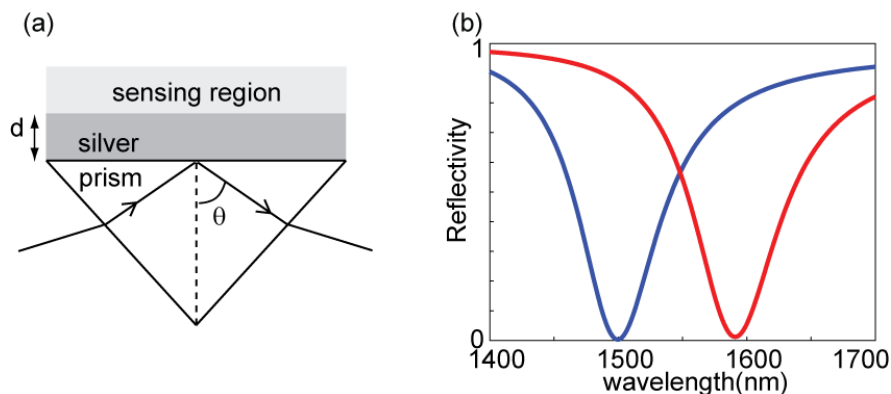 (a)
sensing region
d
silver
prism
θ
(b)
1
Reflectivity
0
1400 1500 1600 1700
wavelength(nm)